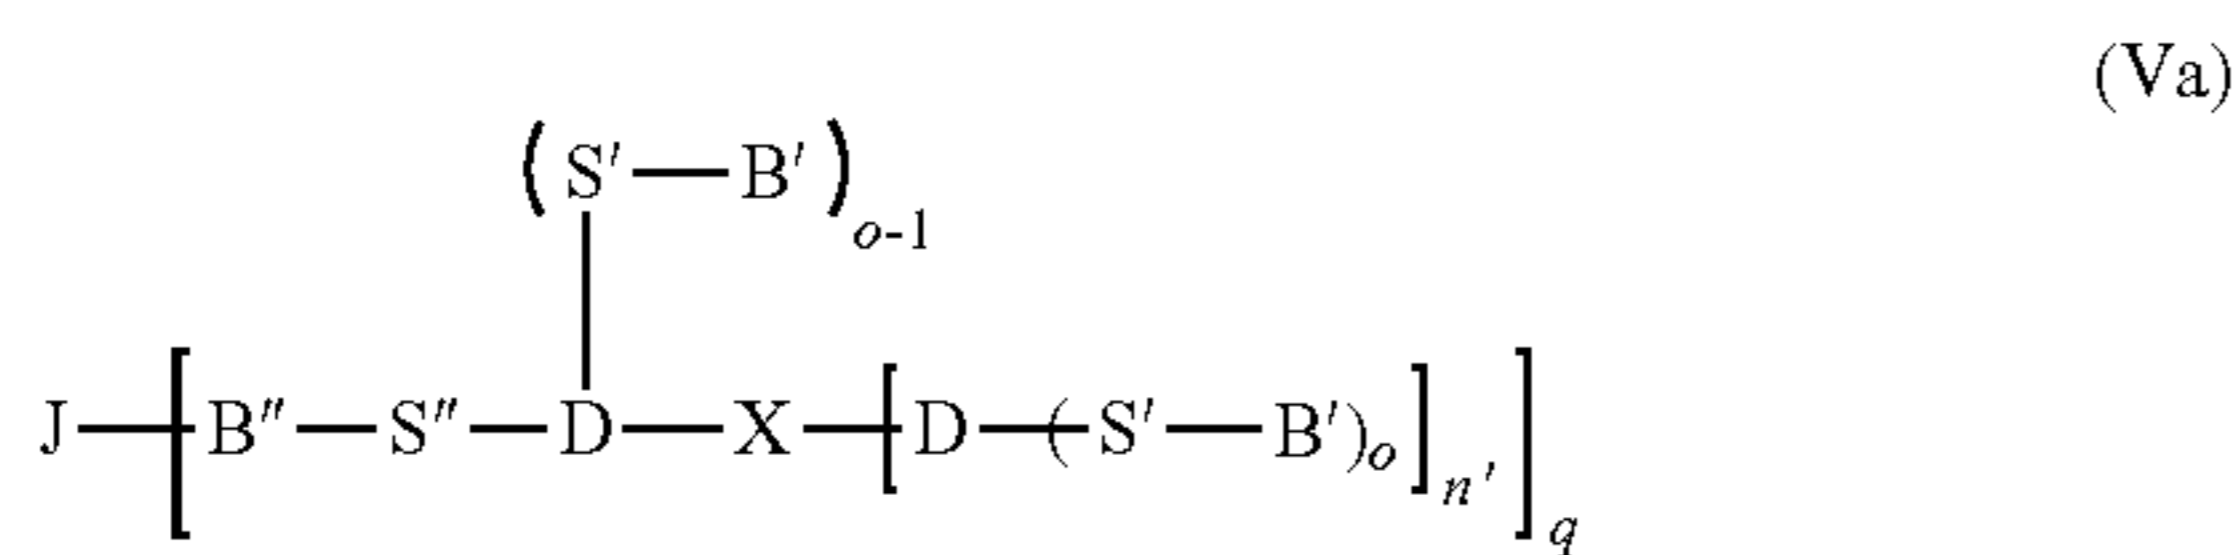 (Va)
(S′—B′)o-1
J—[B″—S″—D—X—[D—(S′—B′)o]n′]q